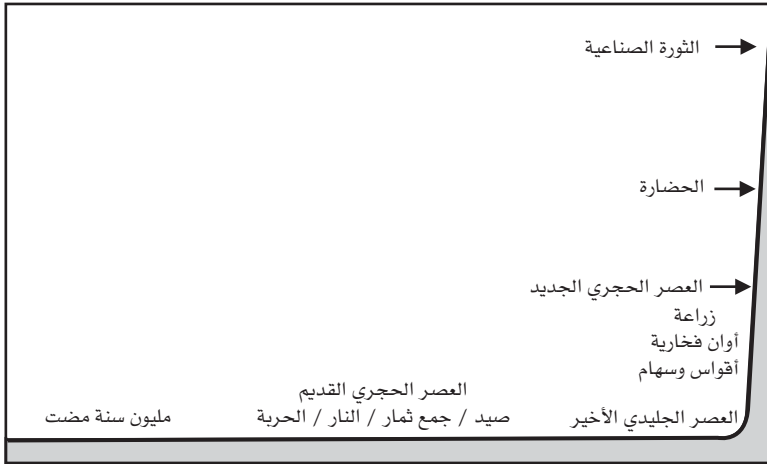 الثورة الصناعية
الحضارة
العصر الحجري الجديد
زراعة
أوان فخارية
أقواس وسهام
العصر الحجري القديم
العصر الجليدي الأخير
صيد / جمع ثمار / النار / الحربة
مليون سنة مضت